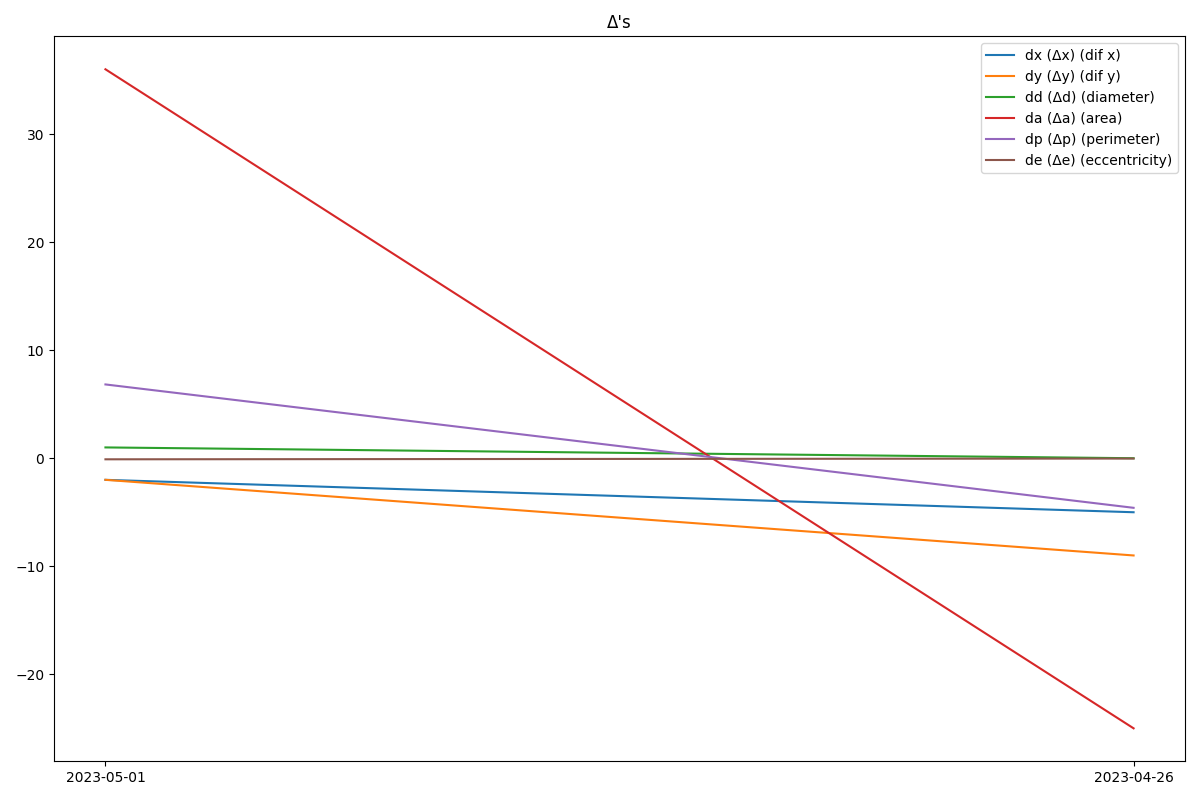 Δ's
dx (Δx) (dif x)
dy (Δy) (dif y)
dd (Δd) (diameter)
da (Δa) (area)
dp (Δp) (perimeter)
de (Δe) (eccentricity)
30
20
10
0
−10
−20
2023-05-01
2023-04-26